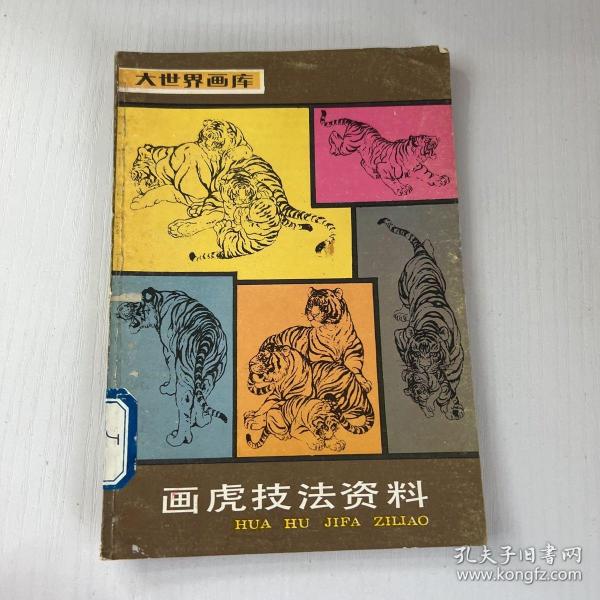 大世界画库
画虎技法资料
HUA HU JIFA ZILIAO
J
孔夫子旧书网
www.kongfz.com